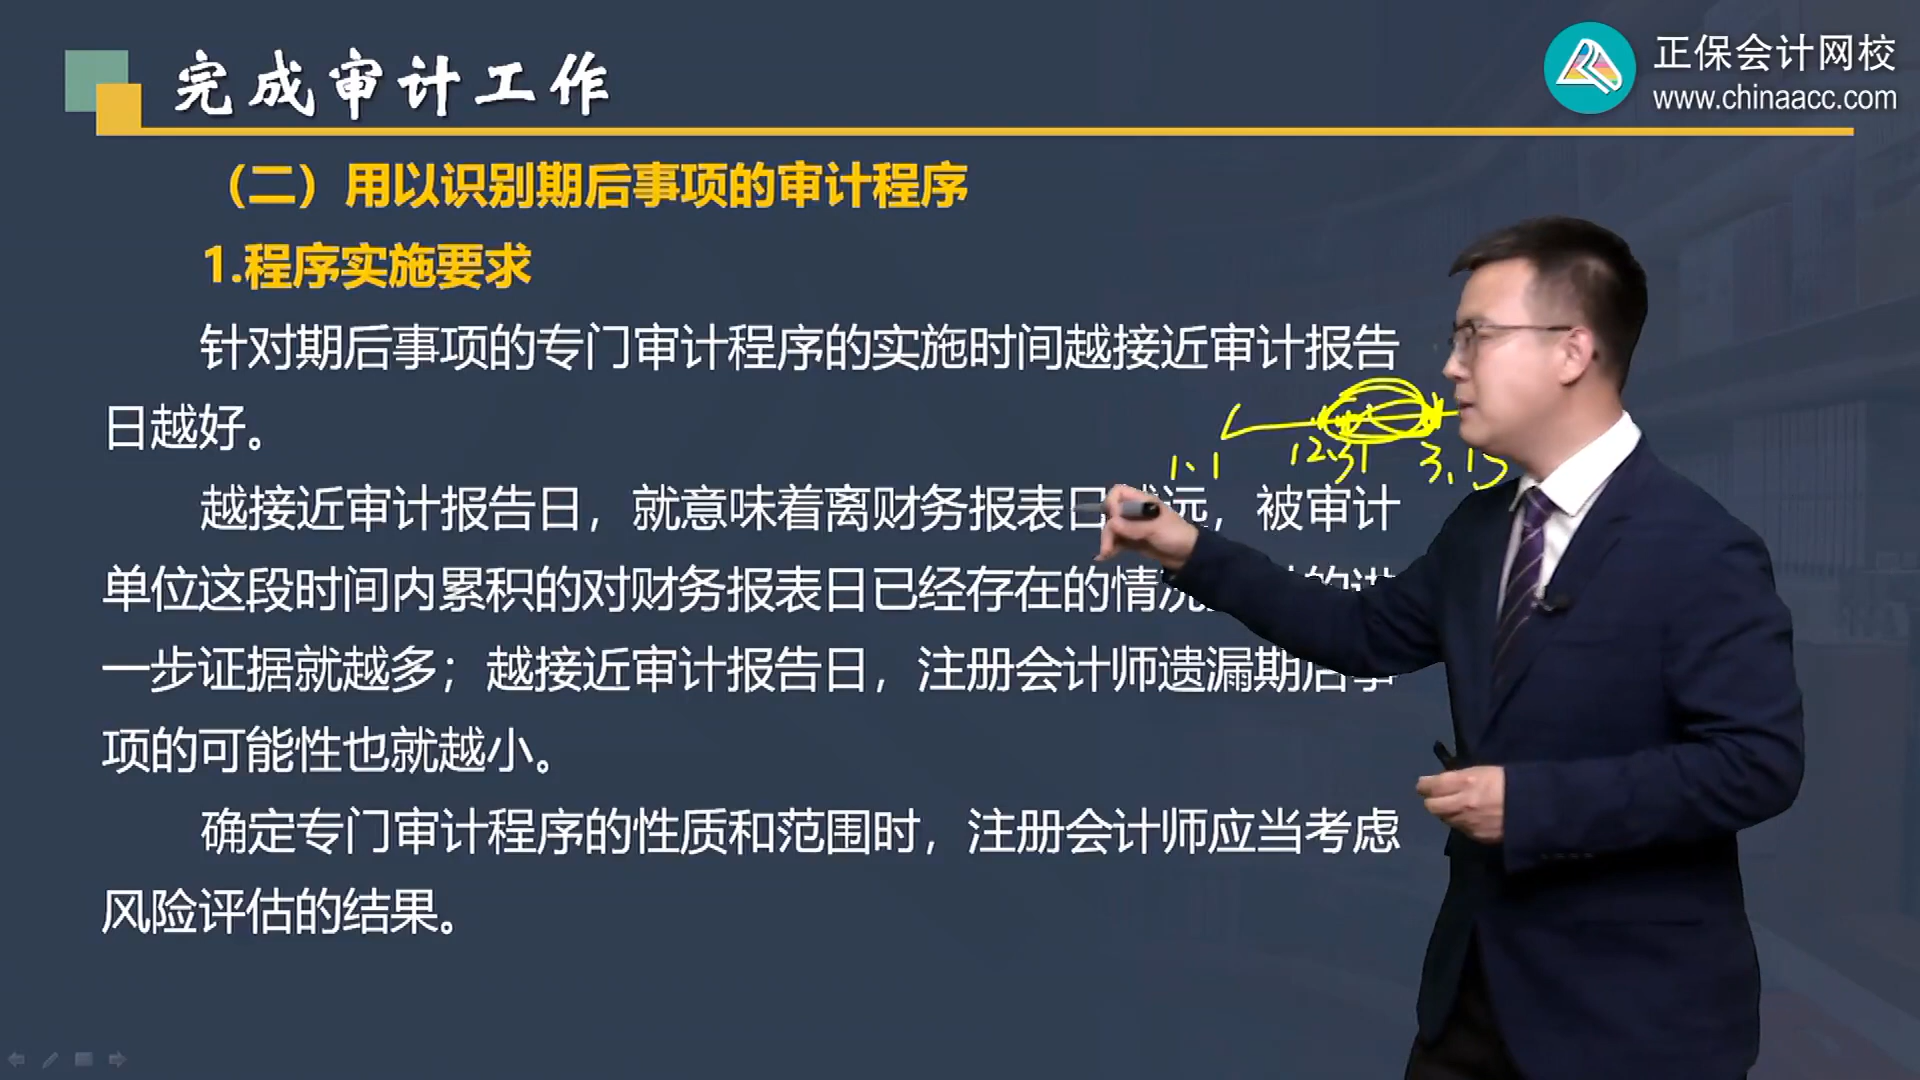 完成审计工作
正保会计网校
www.chinaacc.com
（二）用以识别期后事项的审计程序
1.程序实施要求
针对期后事项的专门审计程序的实施时间越接近审计报告
日越好。
1.1
12.31
3.15
越接近审计报告日，就意味着离财务报表日越远，被审计
单位这段时间内累积的对财务报表日已经存在的情况
一步证据就越多；越接近审计报告日，注册会计师遗漏期后事
项的可能性也就越小。
确定专门审计程序的性质和范围时，注册会计师应当考虑
风险评估的结果。